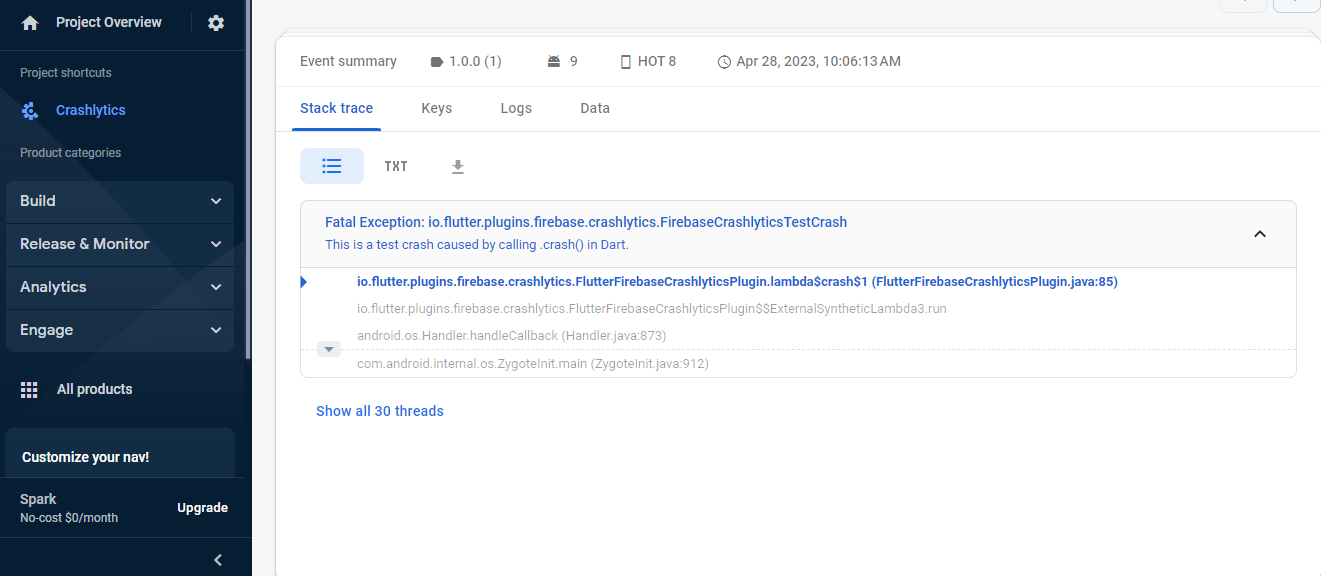 Project Overview
Project shortcuts
Crashlytics
Product categories
Build
Release & Monitor
Analytics
Engage
All products
Customize your nav!
Spark
No-cost $0/month
Upgrade
Event summary
1.0.0 (1)
9
HOT 8
Apr 28, 2023, 10:06:13 AM
Stack trace
Keys
Logs
Data
TXT
Fatal Exception: io.flutter.plugins.firebase.crashlytics.FirebaseCrashlyticsTestCrash
This is a test crash caused by calling .crash() in Dart.
io.flutter.plugins.firebase.crashlytics.FlutterFirebaseCrashlyticsPlugin.lambda$crash$1 (FlutterFirebaseCrashlyticsPlugin.java:85)
io.flutter.plugins.firebase.crashlytics.FlutterFirebaseCrashlyticsPlugin$$ExternalSyntheticLambda3.run
android.os.Handler.handleCallback (Handler.java:873)
com.android.internal.os.ZygoteInit.main (ZygoteInit.java:912)
Show all 30 threads